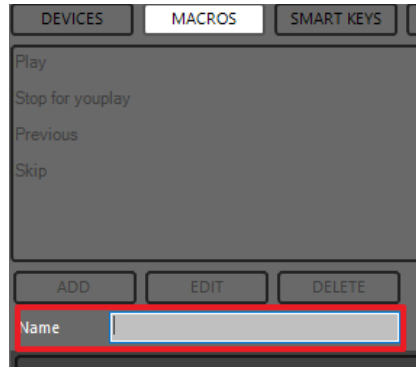 DEVICES MACROS SMART KEYS
Play
Stop for youplay
Previous
Skip
ADD EDIT DELETE
Name